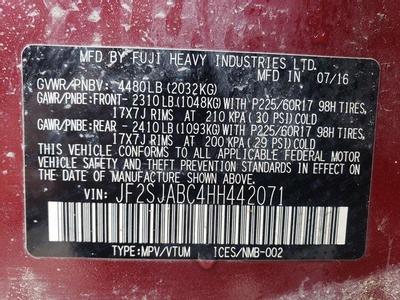 MFD. BY FUJI HEAVY INDUSTRIES LTD.
MADE IN JAPAN 07/16
GVWR/PNBV: 4480LB (2032KG)
GAWR/PNBE:FRONT- 2310LB(1048KG)WITH P225/60R17 98H TIRES,
17X7J RIMS, AT 210 KPA( 30 PSI) COLD
GAWR/PNBE:REAR - 2410LB(1093KG)WITH P225/60R17 98H TIRES,
17X7J RIMS, AT 200 KPA( 29 PSI) COLD
THIS VEHICLE CONFORMS TO ALL APPLICABLE FEDERAL MOTOR
VEHICLE SAFETY, BUMPER, AND THEFT PREVENTION
STANDARDS IN EFFECT ON THE DATE OF MANUFACTURE
SHOWN ABOVE.
VIN: JF2SJABC4HH442071
TYPE:MPV/VTUM ICES/NMB-002